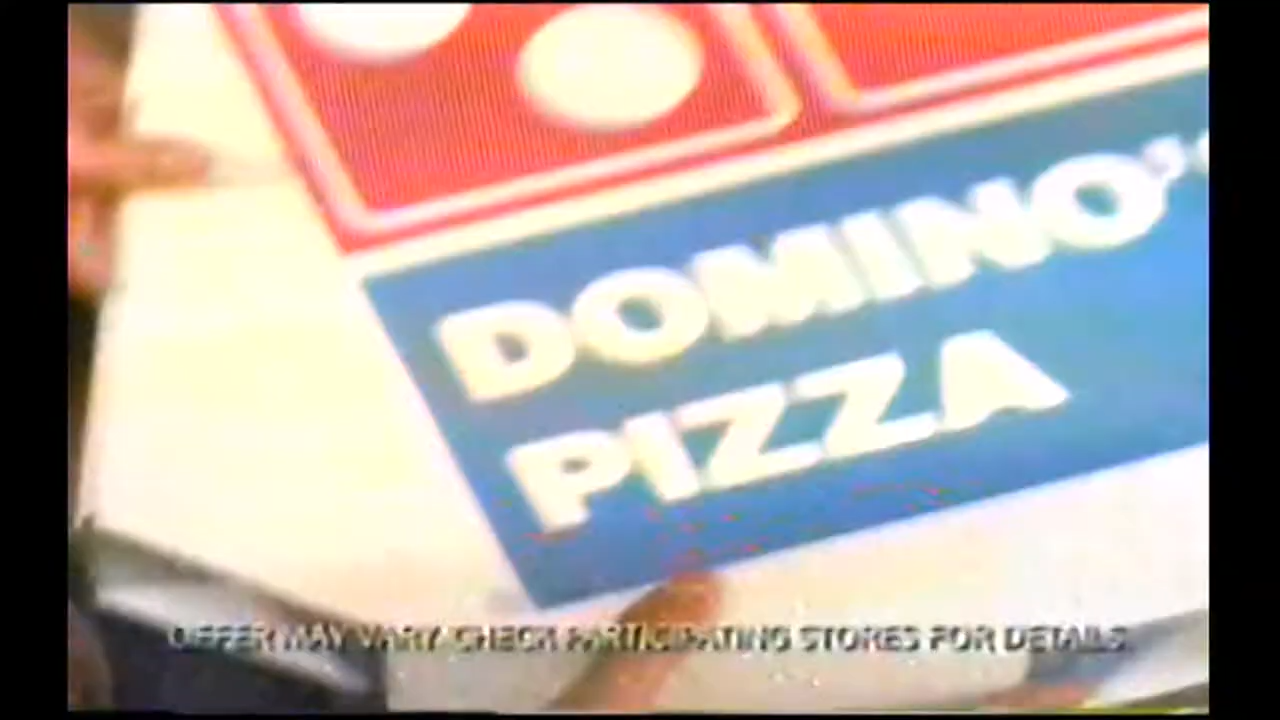 DOMINO'
PIZZA
OFFER MAY VARY. CHECK PARTICIPATING STORES FOR DETAILS.